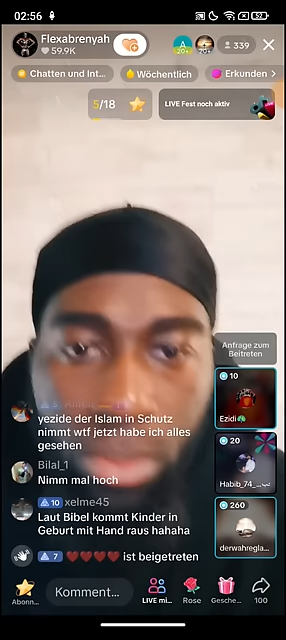 02:56
52
Flexabrenyah
59.9K
20+
70+
339
Chatten und Int...
Wöchentlich
Erkunden
5/18
LIVE Fest noch aktiv
Anfrage zum
Beitreten
10
Ezidi
20
Habib_74_...
260
derwahregla...
yezide der Islam in Schutz
nimmt wtf jetzt habe ich alles
gesehen
Bilal_1
Nimm mal hoch
10 xelme45
Laut Bibel kommt Kinder in
Geburt mit Hand raus hahaha
7 ist beigetreten
Abonn...
Komment...
LIVE mi...
Rose
Gesche...
100